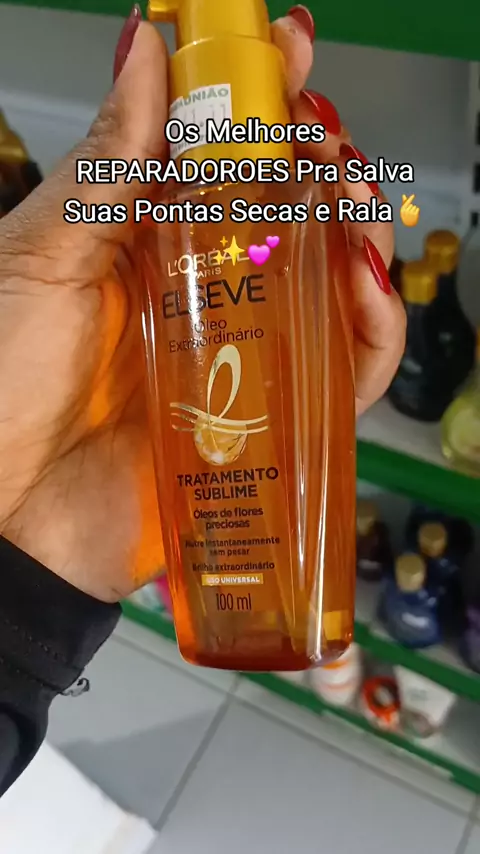 UNIÃO
Os Melhores
REPARADOROES Pra Salva
Suas Pontas Secas e Rala🫰
✨💕
L'ORÉAL
PARIS
ELSEVE
Óleo
Extraordinário
TRATAMENTO
SUBLIME
Óleos de flores
preciosas
Nutre instantaneamente
sem pesar
Brilho extraordinário
USO UNIVERSAL
100 ml